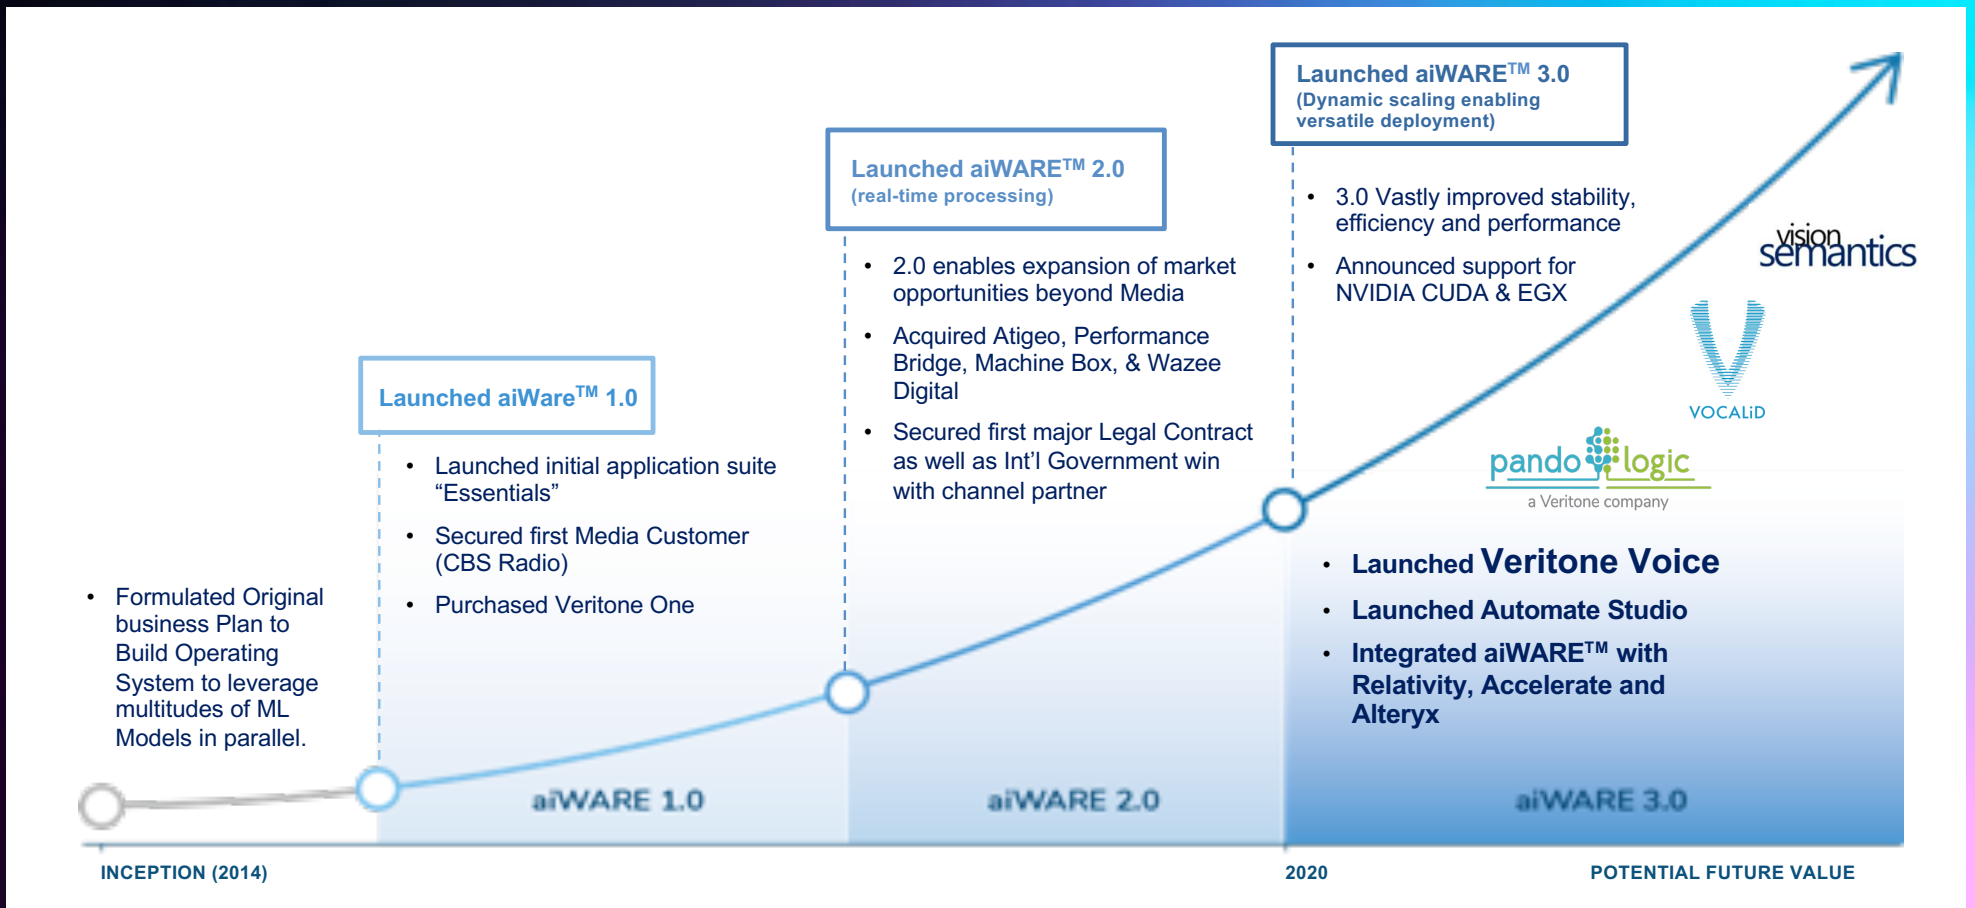 Launched aiWARE™ 3.0
(Dynamic scaling enabling
versatile deployment)
Launched aiWARE™ 2.0
(real-time processing)
Launched aiWare™ 1.0
• Formulated Original
business Plan to
Build Operating
System to leverage
multitudes of ML
Models in parallel.
• Launched initial application suite
“Essentials”
• Secured first Media Customer
(CBS Radio)
• Purchased Veritone One
• 2.0 enables expansion of market
opportunities beyond Media
• Acquired Atigeo, Performance
Bridge, Machine Box, & Wazee
Digital
• Secured first major Legal Contract
as well as Int’l Government win
with channel partner
• 3.0 Vastly improved stability,
efficiency and performance
• Announced support for
NVIDIA CUDA & EGX
vision
semantics
VOCALiD
pandologic
a Veritone company
• Launched Veritone Voice
• Launched Automate Studio
• Integrated aiWARE™ with
Relativity, Accelerate and
Alteryx
aiWARE 1.0
aiWARE 2.0
aiWARE 3.0
INCEPTION (2014)
2020
POTENTIAL FUTURE VALUE